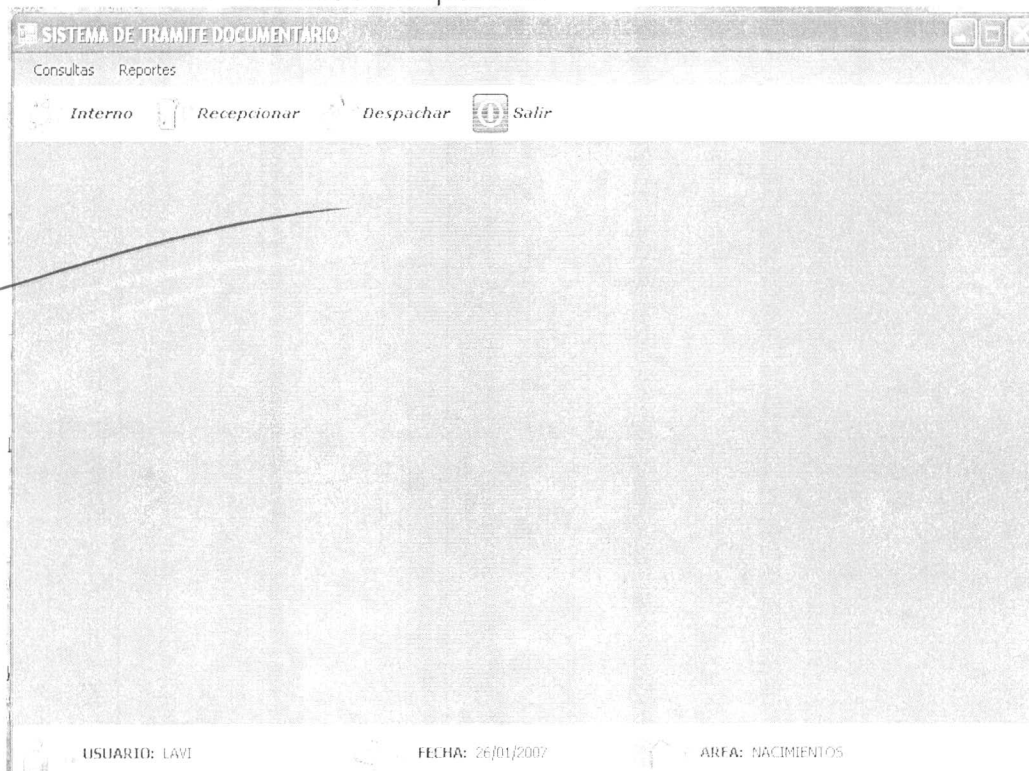 SISTEMA DE TRAMITE DOCUMENTARIO
Consultas Reportes
Interno Recepcionar Despachar Salir
USUARIO: LAVI FECHA: 26/01/2007 AREA: NACIMIENTOS